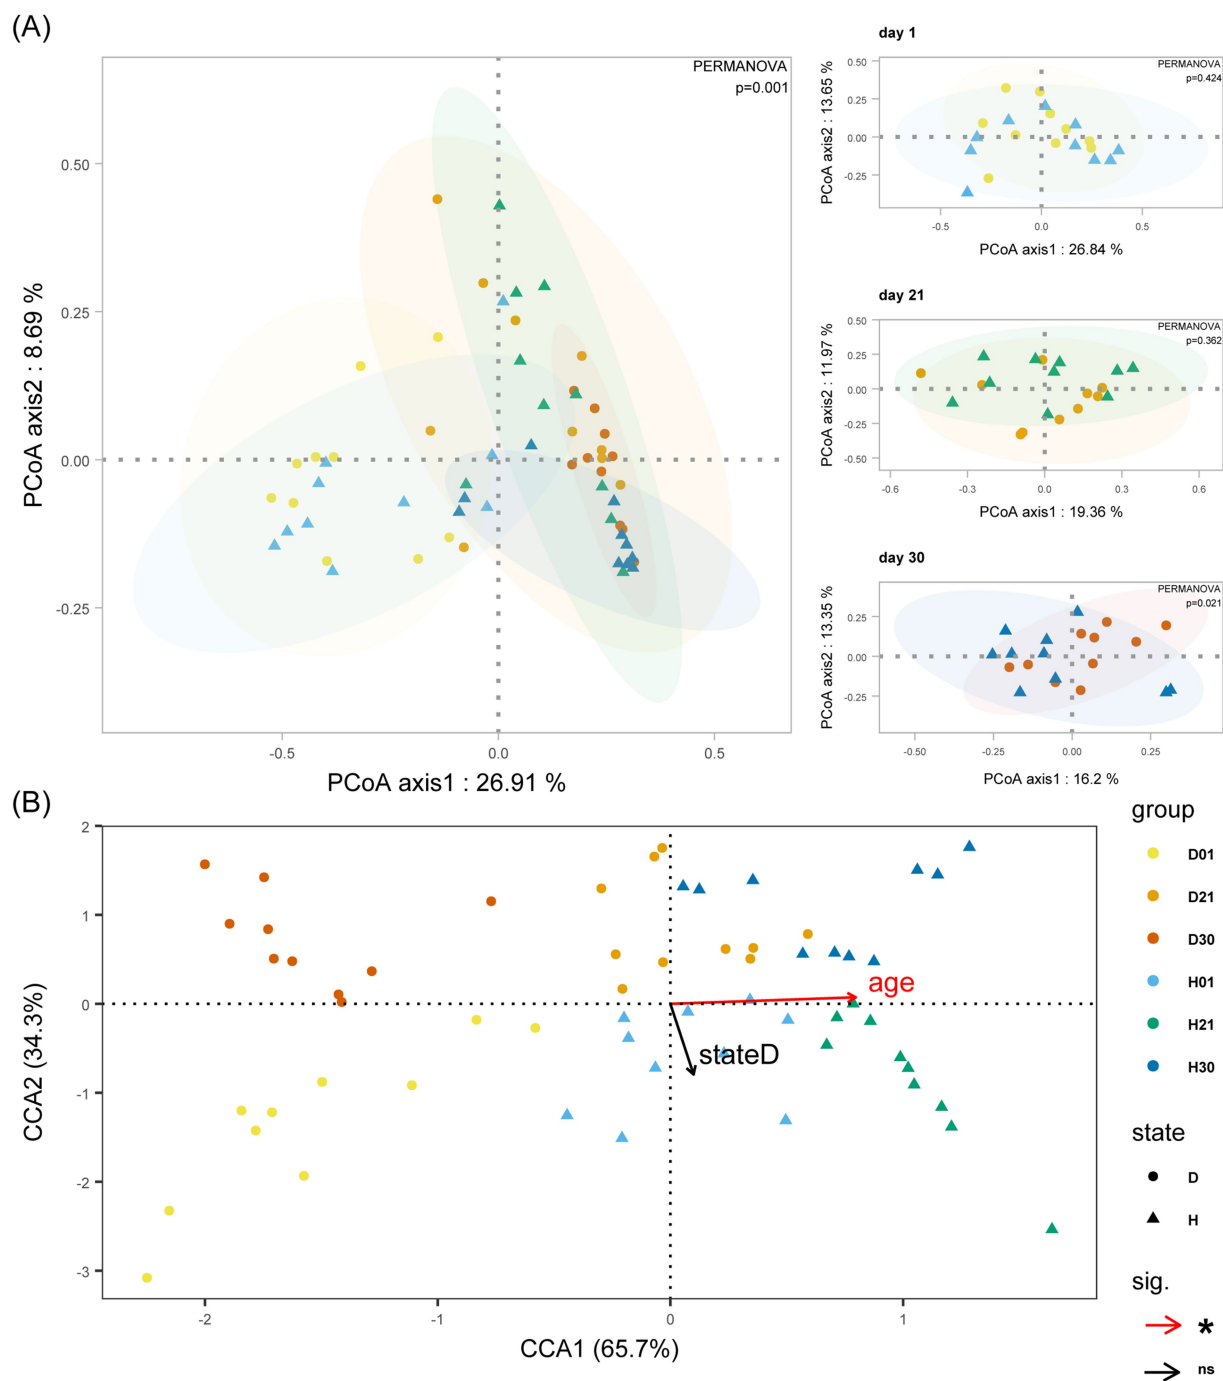 (A)
PERMANOVA
p=0.001
0.50
0.25
0.00
-0.25
PCoA axis2 : 8.69 %
-0.5
0.0
0.5
PCoA axis1 : 26.91 %
day 1
PERMANOVA
p=0.424
0.50
0.25
0.00
-0.25
PCoA axis2 : 13.65 %
-0.5
0.0
0.5
PCoA axis1 : 26.84 %
day 21
PERMANOVA
p=0.362
0.50
0.25
0.00
-0.25
-0.50
PCoA axis2 : 11.97 %
-0.6
-0.3
0.0
0.3
0.6
PCoA axis1 : 19.36 %
day 30
PERMANOVA
p=0.021
0.25
0.00
-0.25
PCoA axis2 : 13.35 %
-0.50
-0.25
0.00
0.25
PCoA axis1 : 16.2 %
(B)
2
1
0
-1
-2
-3
CCA2 (34.3%)
age
stateD
-2
-1
0
1
CCA1 (65.7%)
group
D01
D21
D30
H01
H21
H30
state
D
H
sig.
*
ns